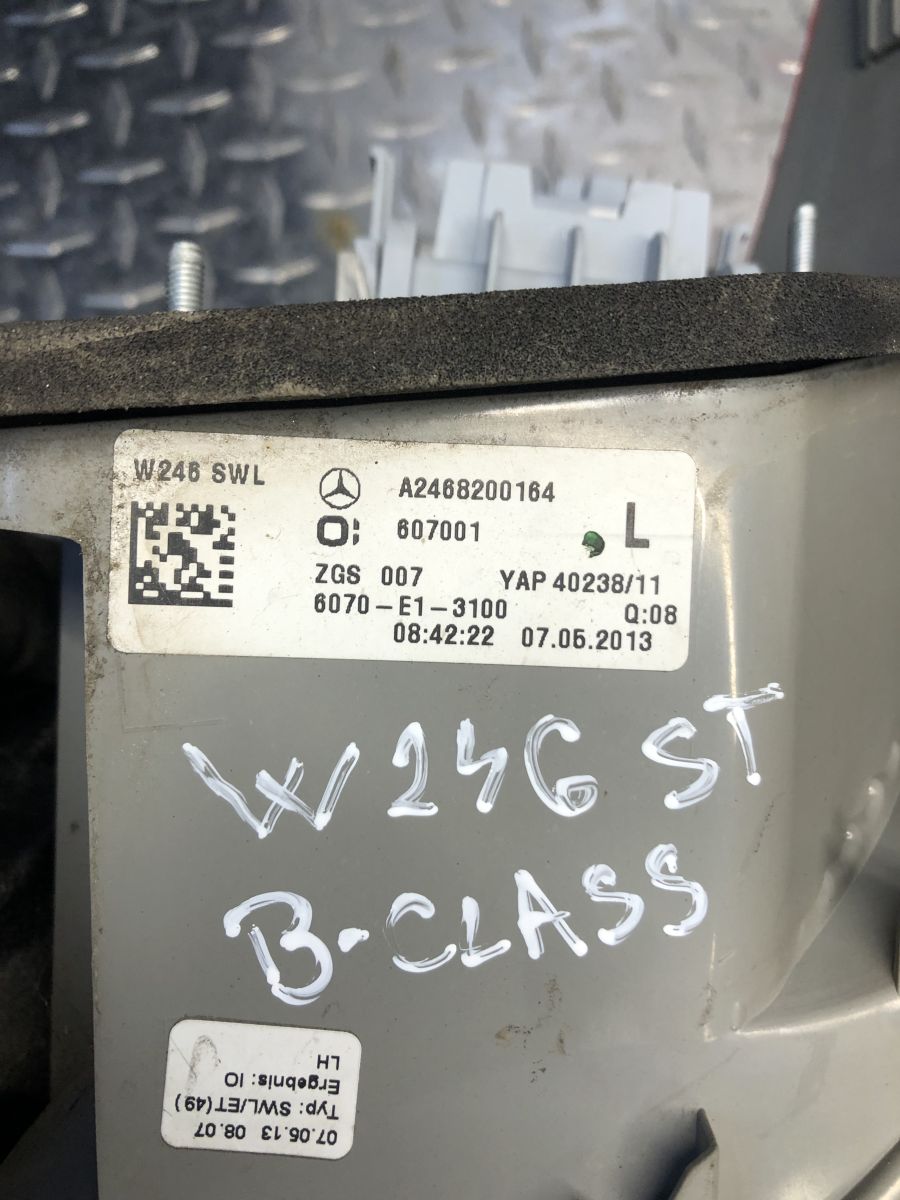 W246 SWL
A2468200164
607001
L
ZGS 007 YAP 40238/11
6070-E1-3100 Q:08
08:42:22 07.05.2013
W246 ST
B-CLASS
07.05.13 08.07
Typ: SWL/ET(49)
Ergebnis: IO
LH